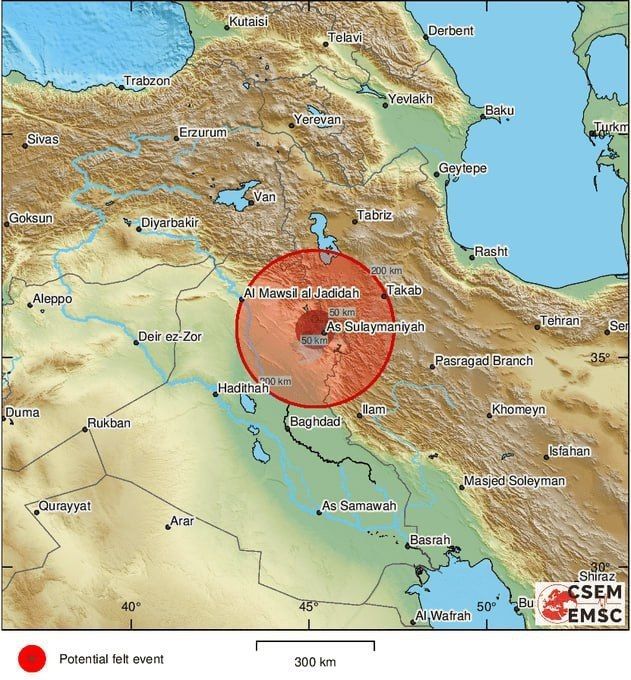 Kutaisi
Telavi
Derbent
Trabzon
Yevlakh
Baku
Yerevan
Turkm
Sivas
Erzurum
Geytepe
Van
Goksun
Diyarbakir
Tabriz
Rasht
200 km
Aleppo
Al Mawsil al Jadidah
Takab
50 km
As Sulaymaniyah
Tehran
Ser
Deir ez-Zor
50 km
35°
Pasragad Branch
200 km
Hadithah
Duma
Rukban
Baghdad
Ilam
Khomeyn
Isfahan
Masjed Soleyman
Qurayyat
Arar
As Samawah
Basrah
30°
Shiraz
CSEM
EMSC
40°
45°
50°
Bu
Al Wafrah
Potential felt event
300 km